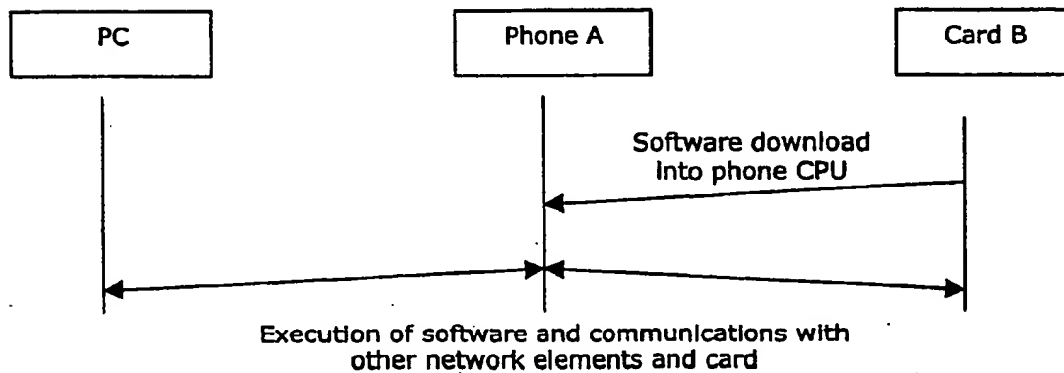 PC
Phone A
Card B
Software download
into phone CPU
Execution of software and communications with
other network elements and card